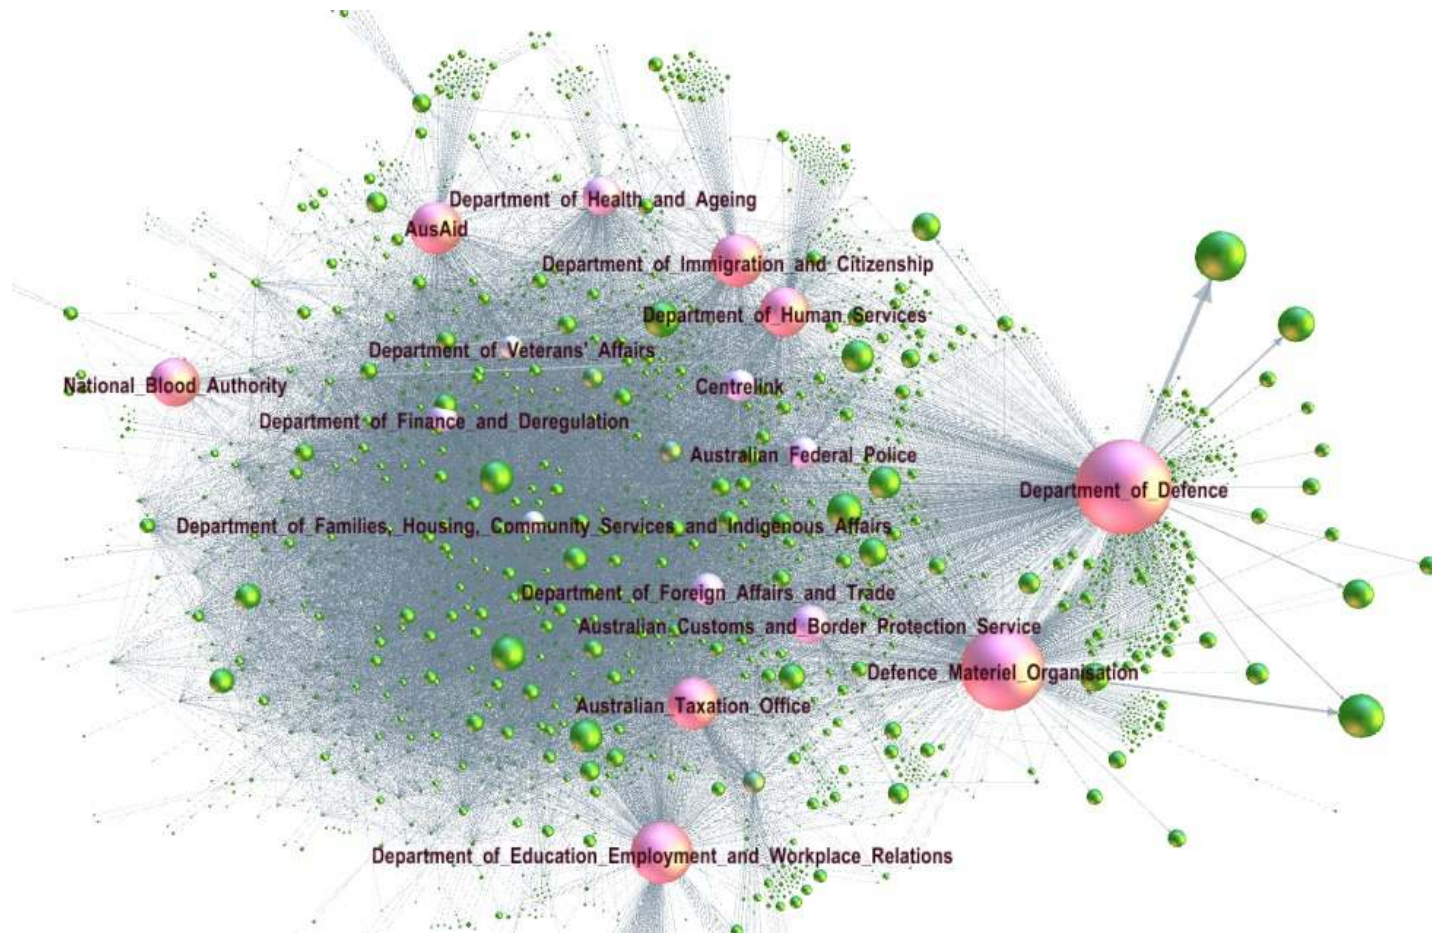 Department_of_Health_and_Ageing
AusAid
Department_of_Immigration_and_Citizenship
Department_of_Human_Services
Department_of_Veterans'_Affairs
National_Blood_Authority
Centrelink
Department_of_Finance_and_Deregulation
Australian_Federal_Police
Department_of_Defence
Department_of_Families,_Housing,_Community_Services_and_Indigenous_Affairs
Department_of_Foreign_Affairs_and_Trade
Australian_Customs_and_Border_Protection_Service
Defence_Materiel_Organisation
Australian_Taxation_Office
Department_of_Education_Employment_and_Workplace_Relations